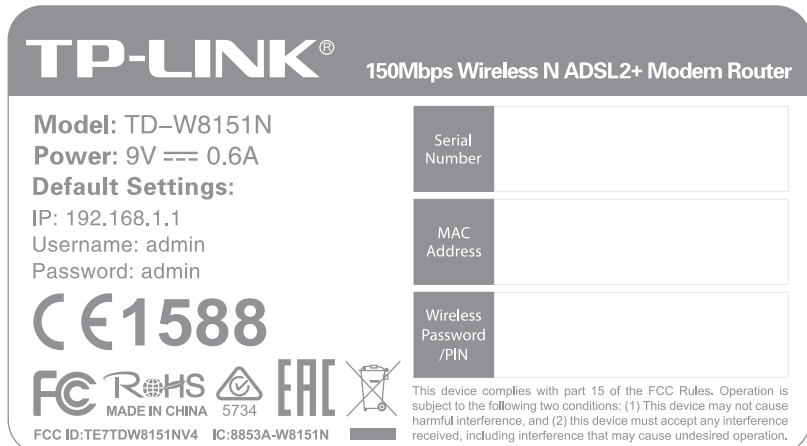 TP-LINK®
150Mbps Wireless N ADSL2+ Modem Router
Model: TD-W8151N
Power: 9V ⎓ 0.6A
Default Settings:
IP: 192.168.1.1
Username: admin
Password: admin
CE1588
FC RoHS EAC
MADE IN CHINA 5734
FCC ID:TE7TDW8151NV4 IC:8853A-W8151N
Serial
Number
MAC
Address
Wireless
Password
/PIN
This device complies with part 15 of the FCC Rules. Operation is
subject to the following two conditions: (1) This device may not cause
harmful interference, and (2) this device must accept any interference
received, including interference that may cause undesired operation.